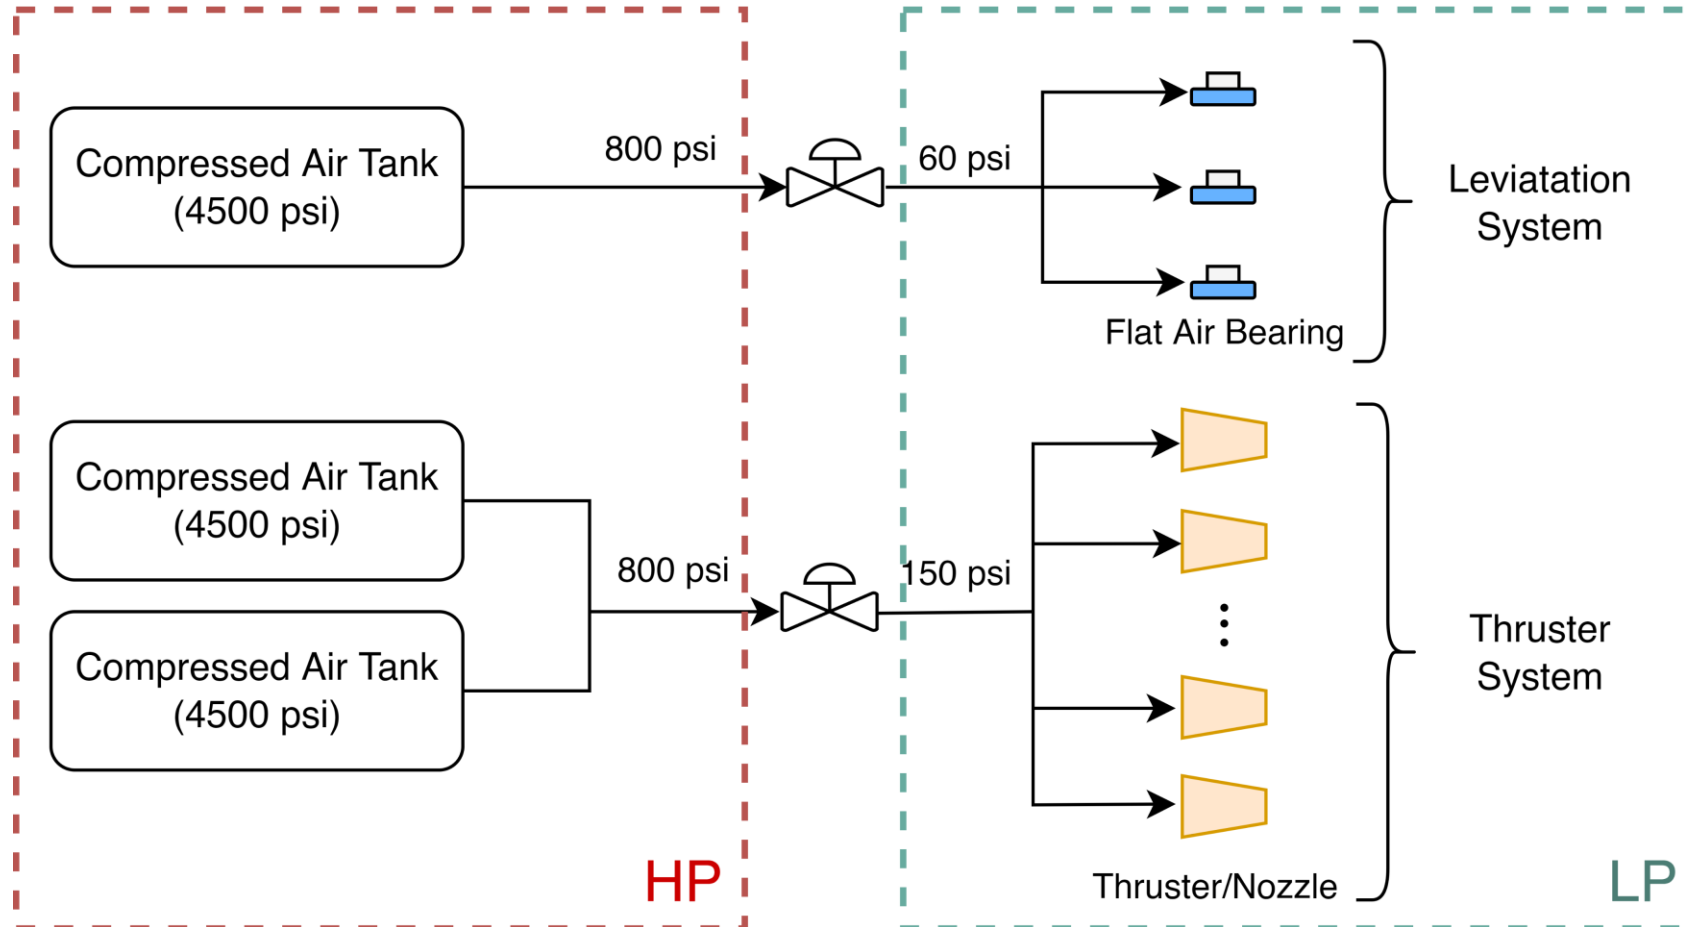 Compressed Air Tank
(4500 psi)
800 psi
60 psi
Flat Air Bearing
Leviatation
System
Compressed Air Tank
(4500 psi)
Compressed Air Tank
(4500 psi)
800 psi
150 psi
Thruster/Nozzle
Thruster
System
HP
LP